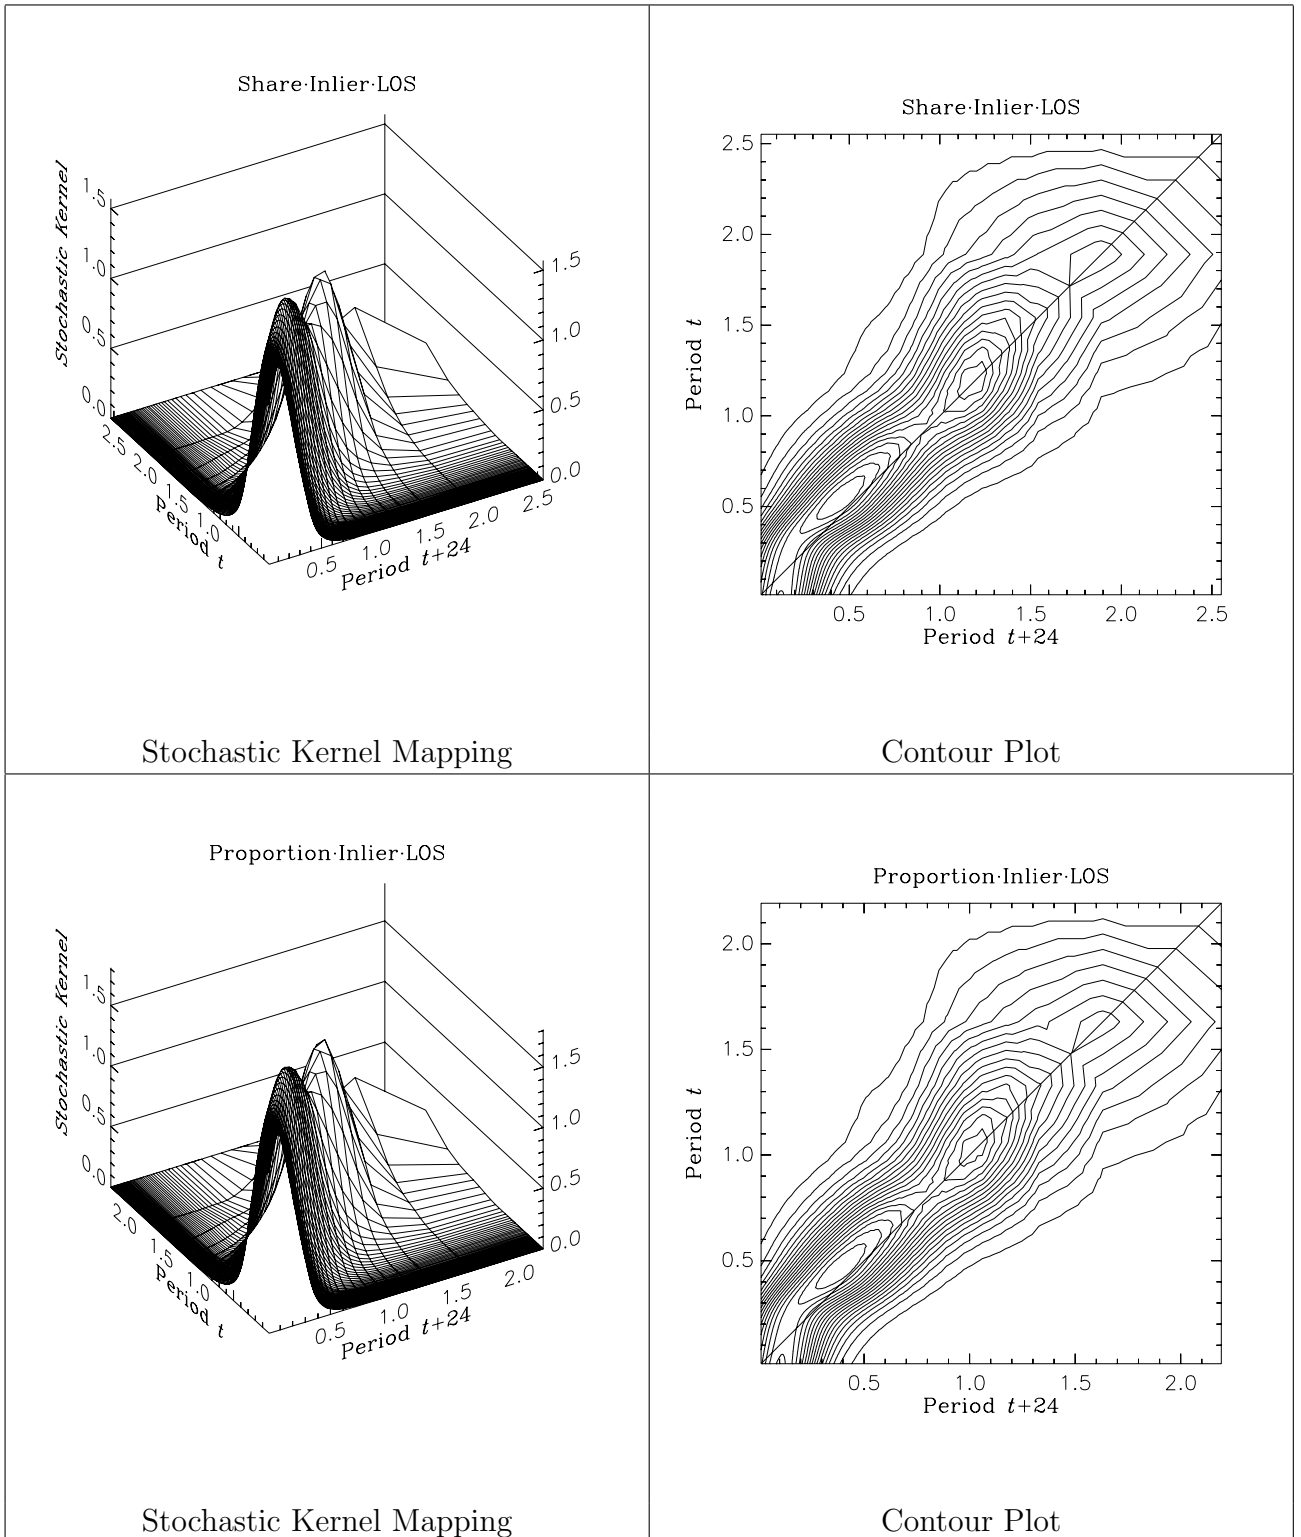 Share·Inlier·LOS
Stochastic Kernel
1.5
1.0
0.5
0.0
1.5
1.0
0.5
0.0
2.5 2.0 1.5 1.0
Period t
0.5 1.0 1.5 2.0 2.5
Period t+24
Stochastic Kernel Mapping
Share·Inlier·LOS
Period t
2.5
2.0
1.5
1.0
0.5
0.5 1.0 1.5 2.0 2.5
Period t+24
Contour Plot
Proportion·Inlier·LOS
Stochastic Kernel
1.5
1.0
0.5
0.0
1.5
1.0
0.5
0.0
2.0 1.5 1.0
Period t
0.5 1.0 1.5 2.0
Period t+24
Stochastic Kernel Mapping
Proportion·Inlier·LOS
Period t
2.0
1.5
1.0
0.5
0.5 1.0 1.5 2.0
Period t+24
Contour Plot